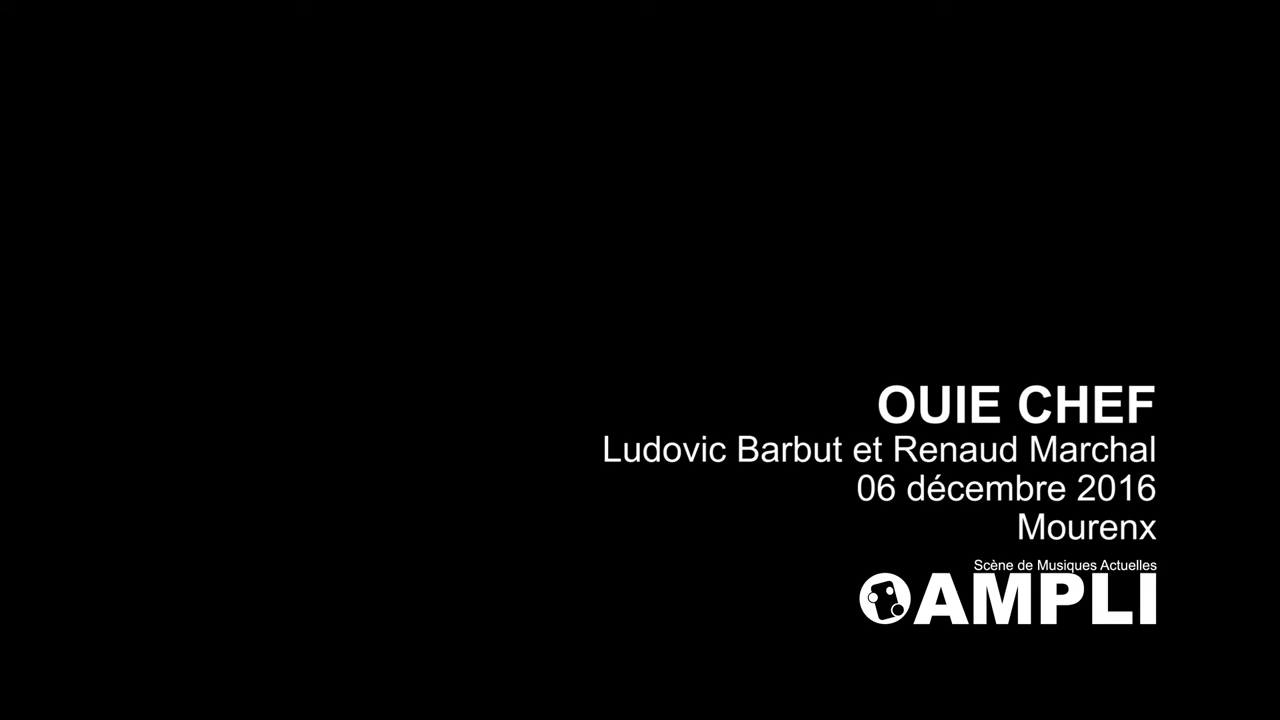 OUIE CHEF
Ludovic Barbut et Renaud Marchal
06 décembre 2016
Mourenx
Scène de Musiques Actuelles
AMPLI